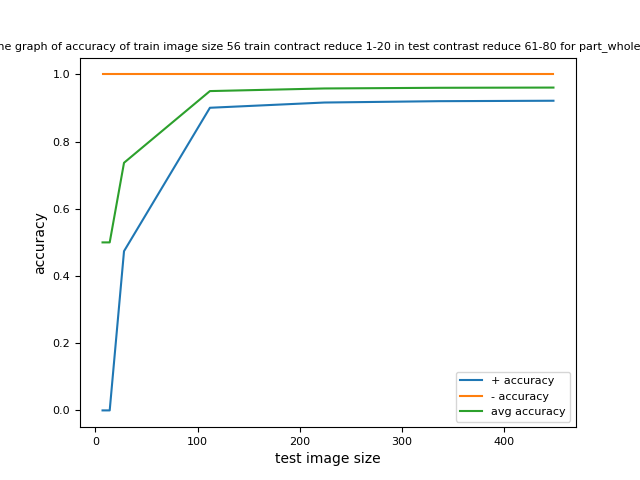 ne graph of accuracy of train image size 56 train contract reduce 1-20 in test contrast reduce 61-80 for part_whole
1.0
0.8
0.6
0.4
0.2
0.0
accuracy
+ accuracy
- accuracy
avg accuracy
0 100 200 300 400
test image size